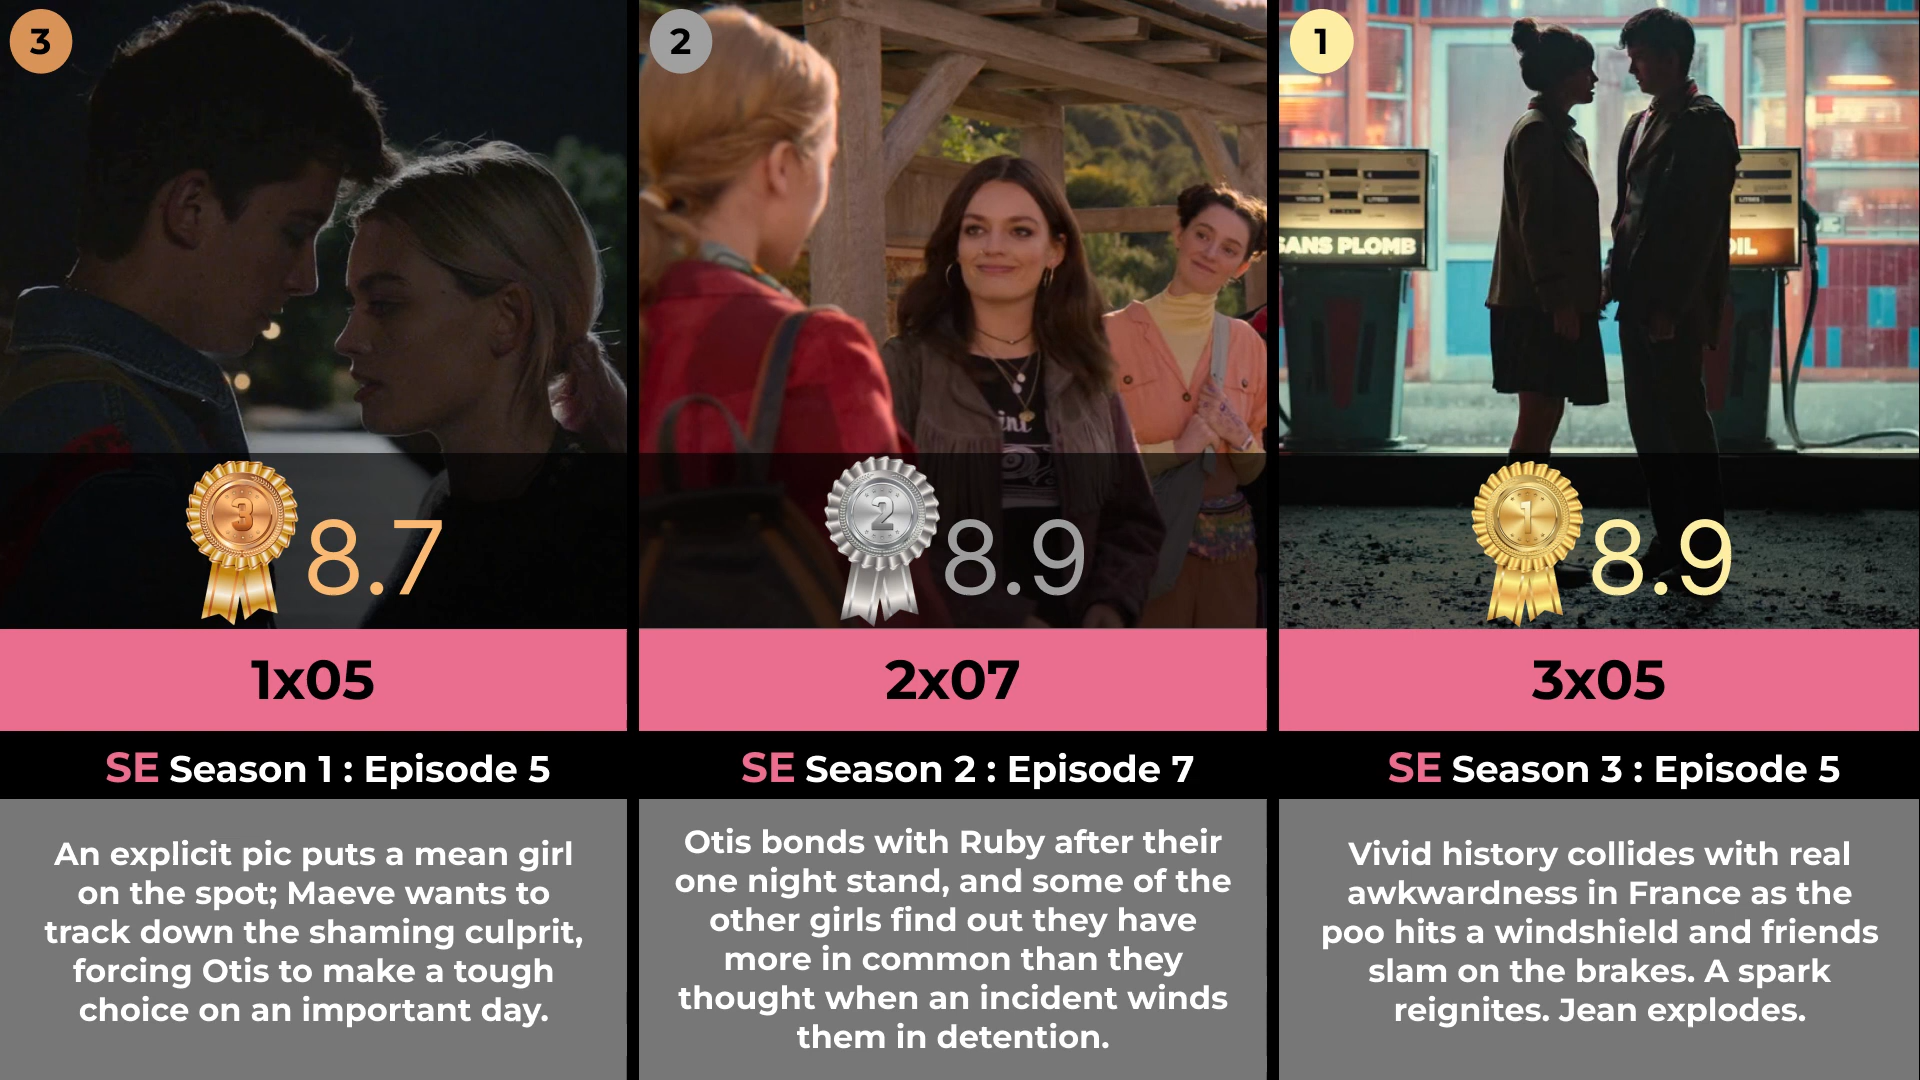 3
3
8.7
1x05
SE Season 1 : Episode 5
An explicit pic puts a mean girl
on the spot; Maeve wants to
track down the shaming culprit,
forcing Otis to make a tough
choice on an important day.
2
2
8.9
2x07
SE Season 2 : Episode 7
Otis bonds with Ruby after their
one night stand, and some of the
other girls find out they have
more in common than they
thought when an incident winds
them in detention.
1
SANS PLOMB
OIL
1
8.9
3x05
SE Season 3 : Episode 5
Vivid history collides with real
awkwardness in France as the
poo hits a windshield and friends
slam on the brakes. A spark
reignites. Jean explodes.